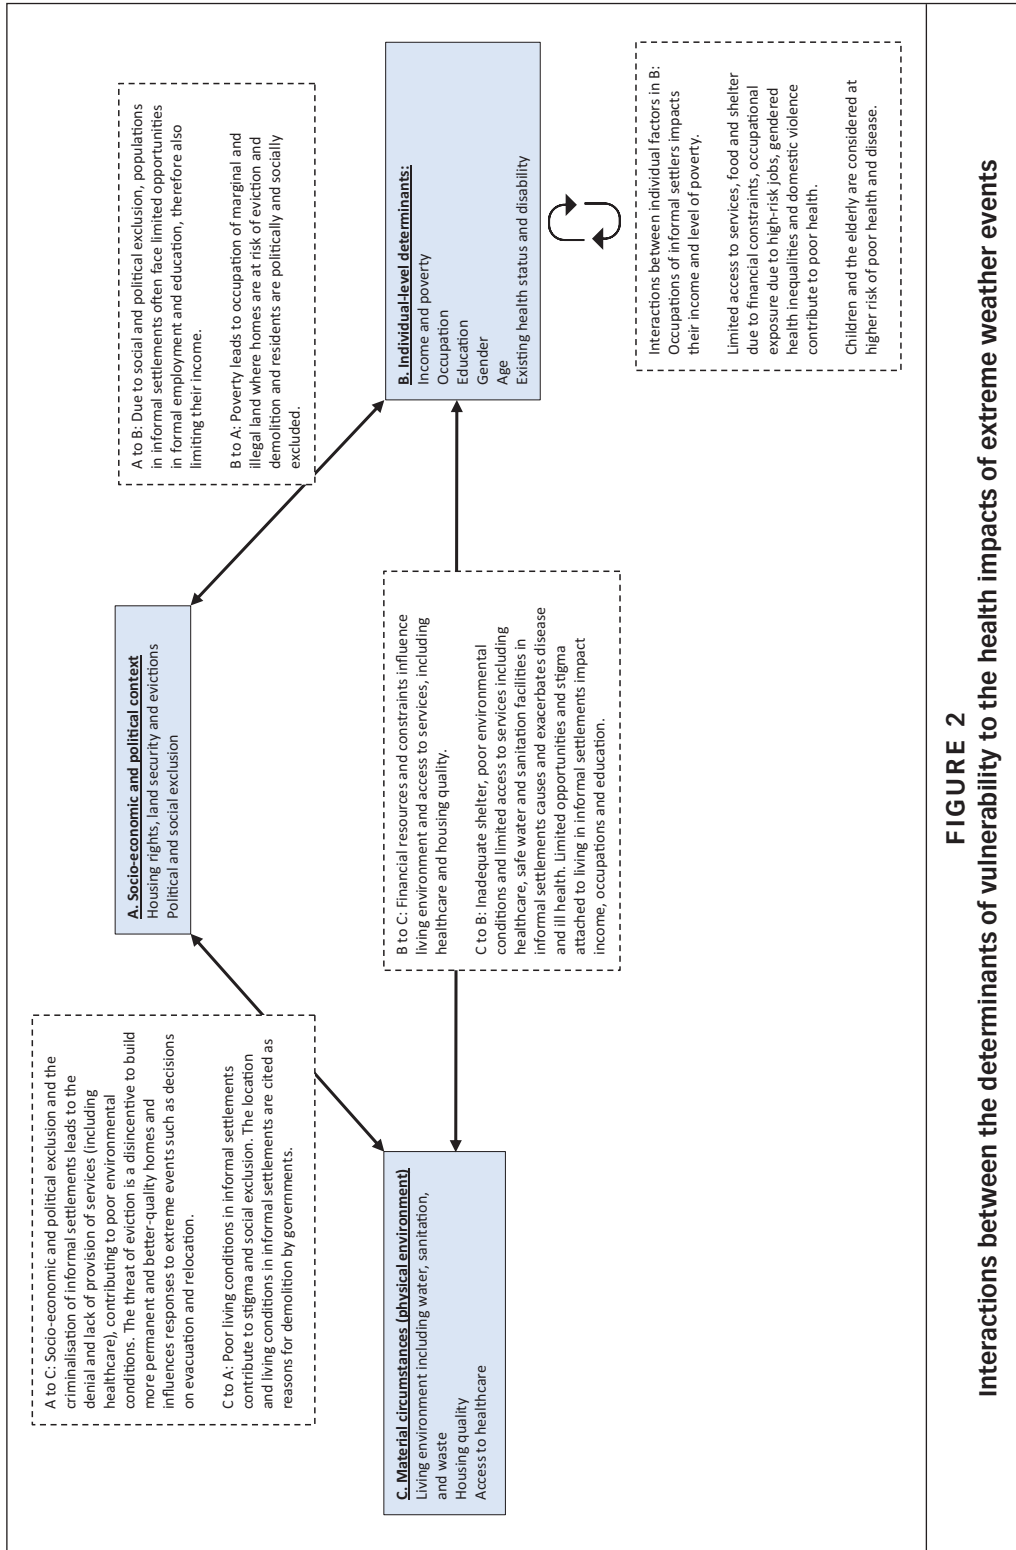 A to C: Socio-economic and political exclusion and the
criminalisation of informal settlements leads to the
denial and lack of provision of services (including
healthcare), contributing to poor environmental
conditions. The threat of eviction is a disincentive to build
more permanent and better-quality homes and
influences responses to extreme events such as decisions
on evacuation and relocation.
C to A: Poor living conditions in informal settlements
contribute to stigma and social exclusion. The location
and living conditions in informal settlements are cited as
reasons for demolition by governments.
A. Socio-economic and political context
Housing rights, land security and evictions
Political and social exclusion
A to B: Due to social and political exclusion, populations
in informal settlements often face limited opportunities
in formal employment and education, therefore also
limiting their income.
B to A: Poverty leads to occupation of marginal and
illegal land where homes are at risk of eviction and
demolition and residents are politically and socially
excluded.
C. Material circumstances (physical environment)
Living environment including water, sanitation,
and waste
Housing quality
Access to healthcare
B to C: Financial resources and constraints influence
living environment and access to services, including
healthcare and housing quality.
C to B: Inadequate shelter, poor environmental
conditions and limited access to services including
healthcare, safe water and sanitation facilities in
informal settlements causes and exacerbates disease
and ill health. Limited opportunities and stigma
attached to living in informal settlements impact
income, occupations and education.
B. Individual-level determinants:
Income and poverty
Occupation
Education
Gender
Age
Existing health status and disability
Interactions between individual factors in B:
Occupations of informal settlers impacts
their income and level of poverty.
Limited access to services, food and shelter
due to financial constraints, occupational
exposure due to high-risk jobs, gendered
health inequalities and domestic violence
contribute to poor health.
Children and the elderly are considered at
higher risk of poor health and disease.
FIGURE 2
Interactions between the determinants of vulnerability to the health impacts of extreme weather events